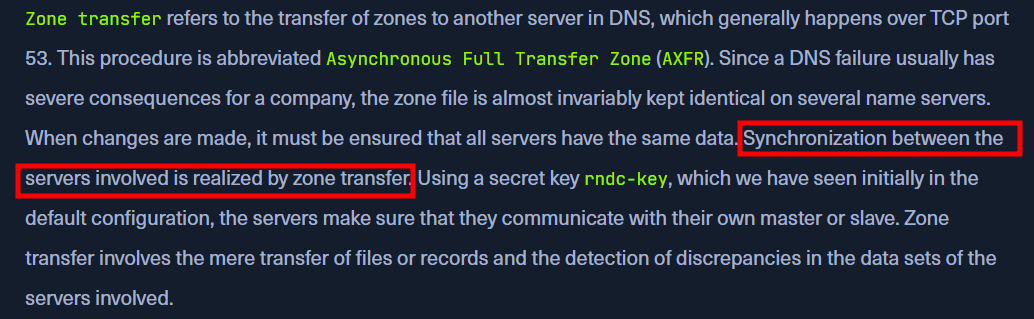 Zone transfer refers to the transfer of zones to another server in DNS, which generally happens over TCP port
53. This procedure is abbreviated Asynchronous Full Transfer Zone (AXFR). Since a DNS failure usually has
severe consequences for a company, the zone file is almost invariably kept identical on several name servers.
When changes are made, it must be ensured that all servers have the same data. Synchronization between the
servers involved is realized by zone transfer. Using a secret key rndc-key, which we have seen initially in the
default configuration, the servers make sure that they communicate with their own master or slave. Zone
transfer involves the mere transfer of files or records and the detection of discrepancies in the data sets of the
servers involved.